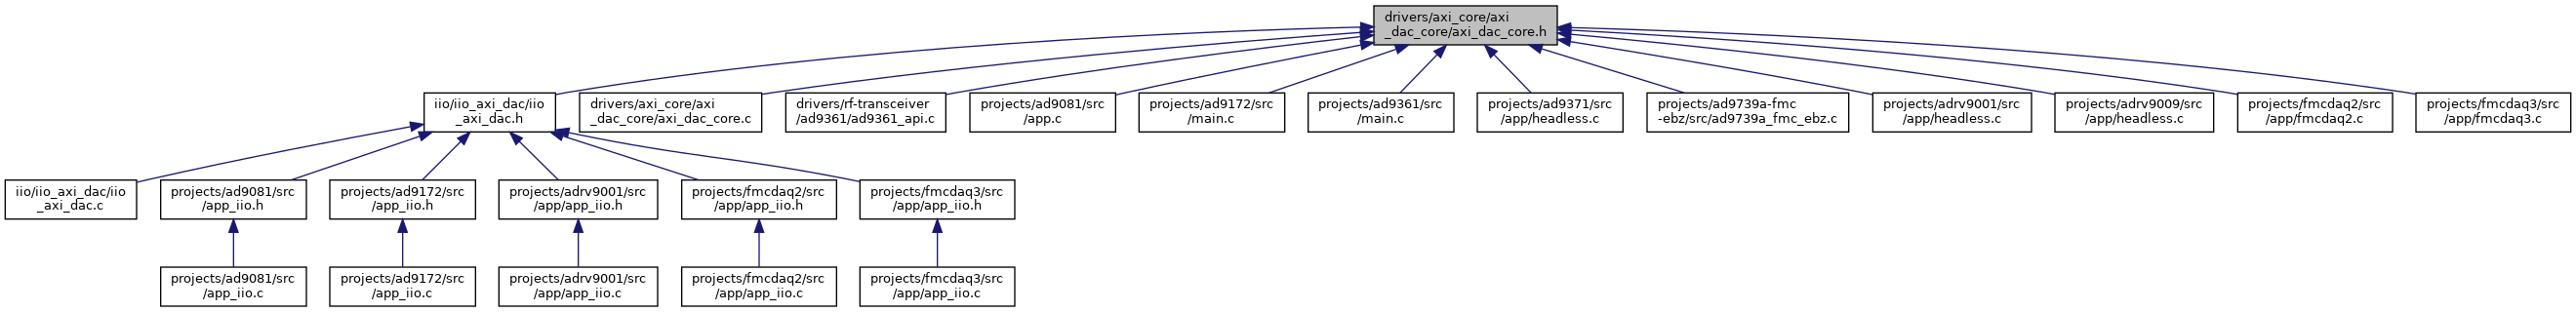 drivers/axi_core/axi
_dac_core/axi_dac_core.h
iio/iio_axi_dac/iio
_axi_dac.h
drivers/axi_core/axi
_dac_core/axi_dac_core.c
drivers/rf-transceiver
/ad9361/ad9361_api.c
projects/ad9081/src
/app.c
projects/ad9172/src
/main.c
projects/ad9361/src
/main.c
projects/ad9371/src
/app/headless.c
projects/ad9739a-fmc
-ebz/src/ad9739a_fmc_ebz.c
projects/adrv9001/src
/app/headless.c
projects/adrv9009/src
/app/headless.c
projects/fmcdaq2/src
/app/fmcdaq2.c
projects/fmcdaq3/src
/app/fmcdaq3.c
iio/iio_axi_dac/iio
_axi_dac.c
projects/ad9081/src
/app_iio.h
projects/ad9172/src
/app_iio.h
projects/adrv9001/src
/app/app_iio.h
projects/fmcdaq2/src
/app/app_iio.h
projects/fmcdaq3/src
/app/app_iio.h
projects/ad9081/src
/app_iio.c
projects/ad9172/src
/app_iio.c
projects/adrv9001/src
/app/app_iio.c
projects/fmcdaq2/src
/app/app_iio.c
projects/fmcdaq3/src
/app/app_iio.c